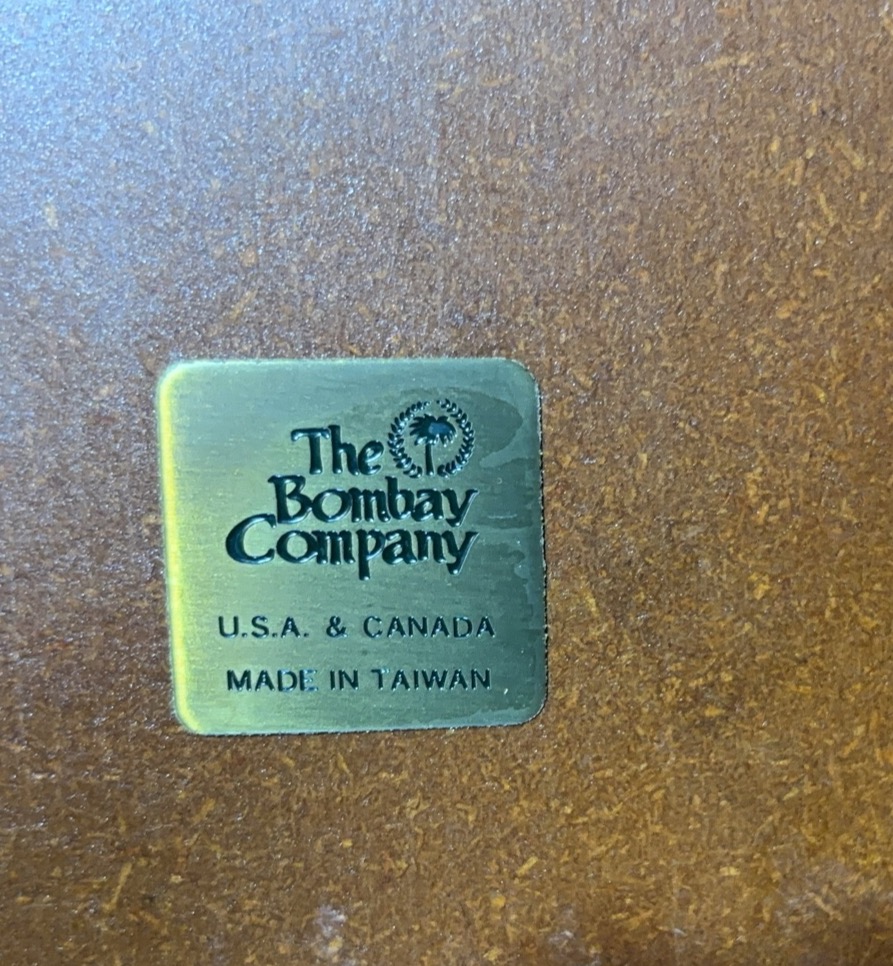 The
Bombay
Company
U.S.A. & CANADA
MADE IN TAIWAN